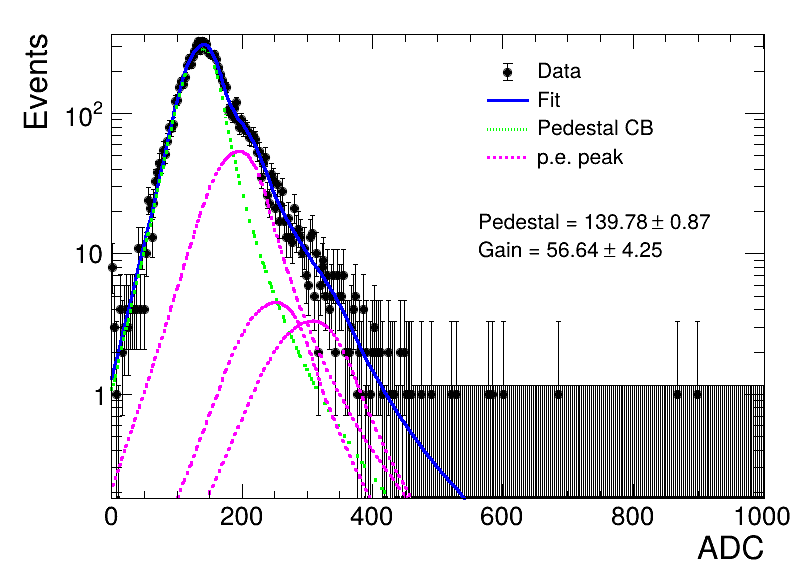 Events
Data
Fit
Pedestal CB
p.e. peak
Pedestal = 139.78 ± 0.87
Gain = 56.64 ± 4.25
10²
10
1
0 200 400 600 800 1000
ADC